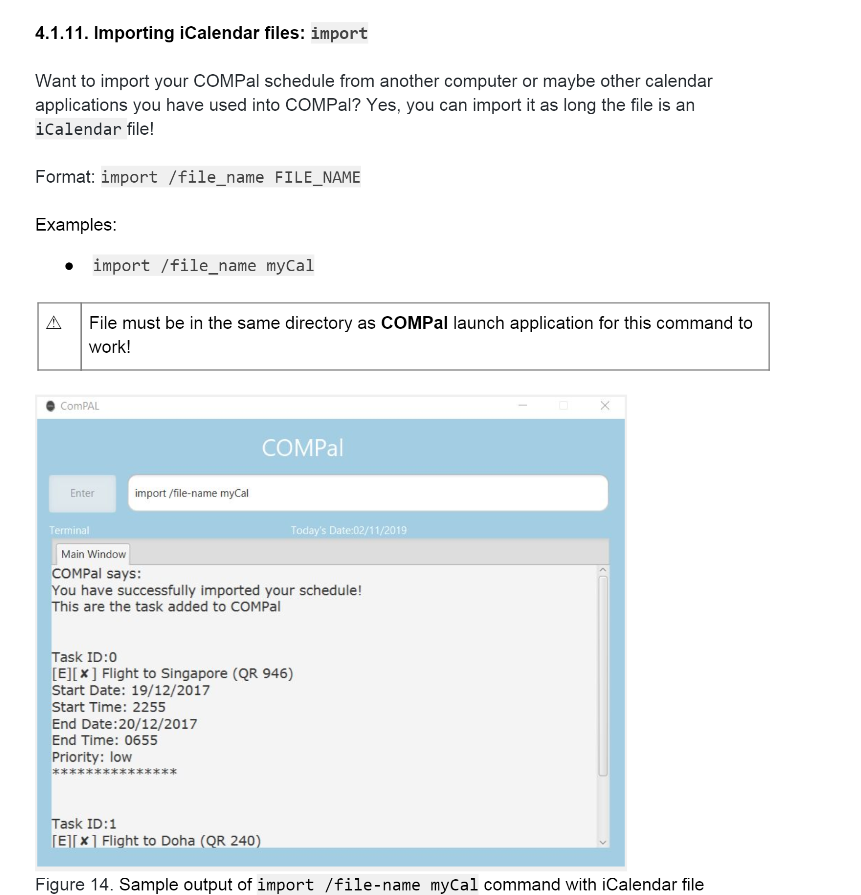 4.1.11. Importing iCalendar files: import
Want to import your COMPal schedule from another computer or maybe other calendar
applications you have used into COMPal? Yes, you can import it as long the file is an
iCalendar file!
Format: import /file_name FILE_NAME
Examples:
● import /file_name myCal
⚠ File must be in the same directory as COMPal launch application for this command to
work!
ComPAL
COMPal
Enter import /file-name myCal
Terminal Today's Date:02/11/2019
Main Window
COMPal says:
You have successfully imported your schedule!
This are the task added to COMPal
Task ID:0
[E][✘] Flight to Singapore (QR 946)
Start Date: 19/12/2017
Start Time: 2255
End Date:20/12/2017
End Time: 0655
Priority: low
***************
Task ID:1
[E][✘] Flight to Doha (QR 240)
Figure 14. Sample output of import /file-name myCal command with iCalendar file